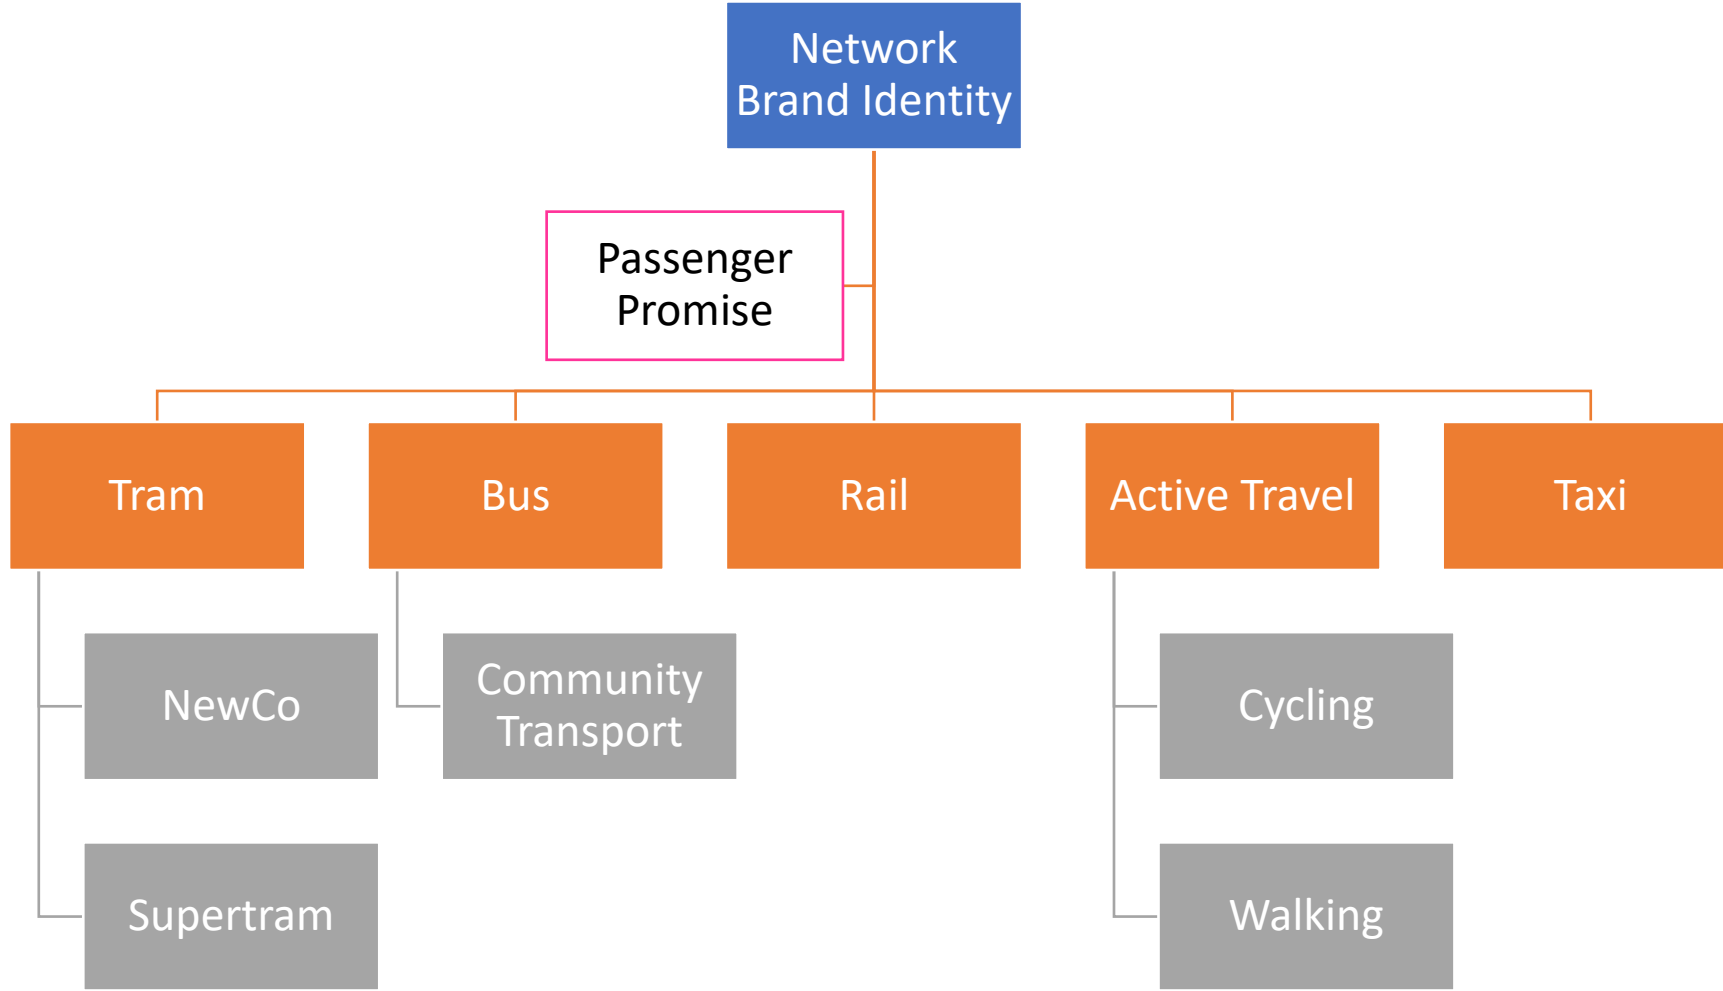 Network
Brand Identity
Passenger
Promise
Tram
Bus
Rail
Active Travel
Taxi
NewCo
Community
Transport
Cycling
Supertram
Walking